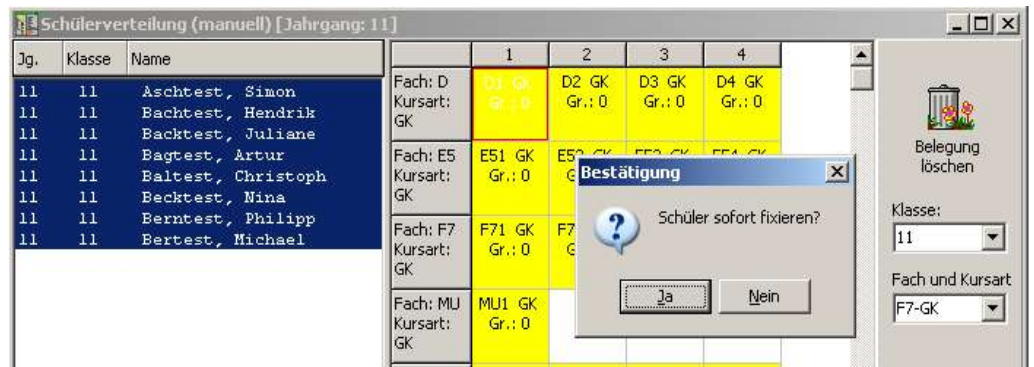 Schülerverteilung (manuell) [Jahrgang: 11]
Jg. Klasse Name
11 11 Aschtest, Simon
11 11 Bachtest, Hendrik
11 11 Backtest, Juliane
11 11 Bagtest, Artur
11 11 Baltest, Christoph
11 11 Becktest, Nina
11 11 Berntest, Philipp
11 11 Bertest, Michael
1 2 3 4
Fach: D
Kursart:
GK
D1 GK
Gr.: 0
D2 GK
Gr.: 0
D3 GK
Gr.: 0
D4 GK
Gr.: 0
Fach: E5
Kursart:
GK
E51 GK
Gr.: 0
Fach: F7
Kursart:
GK
F71 GK
Gr.: 0
F7
Fach: MU
Kursart:
GK
MU1 GK
Gr.: 0
Bestätigung
Schüler sofort fixieren?
Ja Nein
Belegung
löschen
Klasse:
11
Fach und Kursart
F7-GK